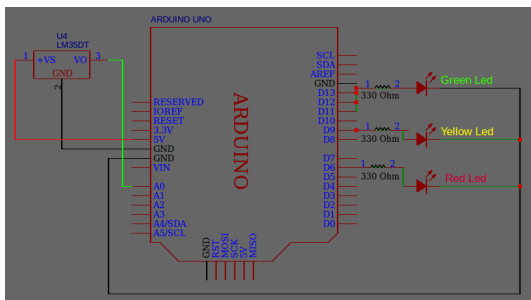 ARDUINO UNO
U4
LM35DT
1
+VS
VO
3
GND
2
SCL
SDA
AREF
GND
D13
D12
D11
D10
D9
D8
D7
D6
D5
D4
D3
D2
D1
D0
RESERVED
IOREF
RESET
3.3V
5V
GND
GND
VIN
A0
A1
A2
A3
A4/SDA
A5/SCL
ARDUINO
GND
RST
MOSI
SCK
5V
MISO
1 2
330 Ohm
Green Led
1 2
330 Ohm
Yellow Led
1 2
330 Ohm
Red Led